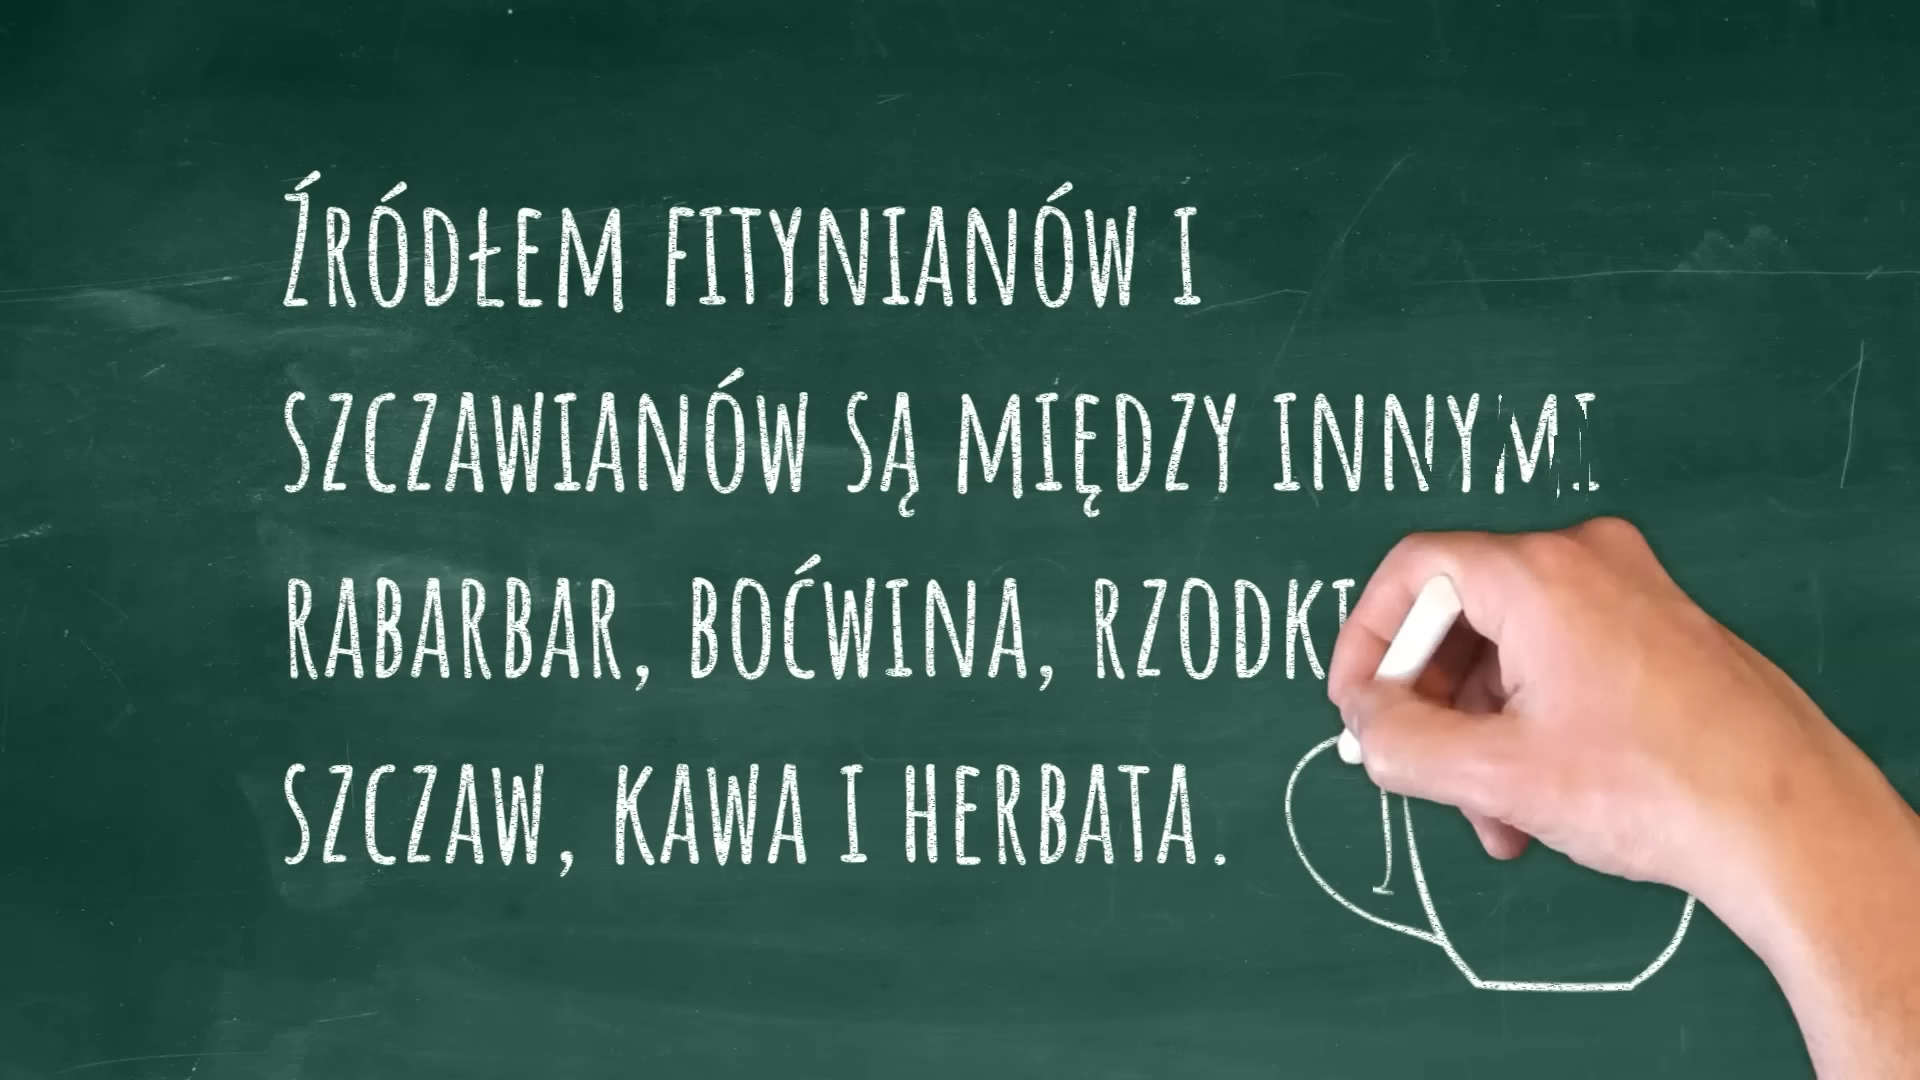 Źródłem fitynianów i
szczawianów są między innymi
rabarbar, boćwina,
szczaw, kawa i herbata.